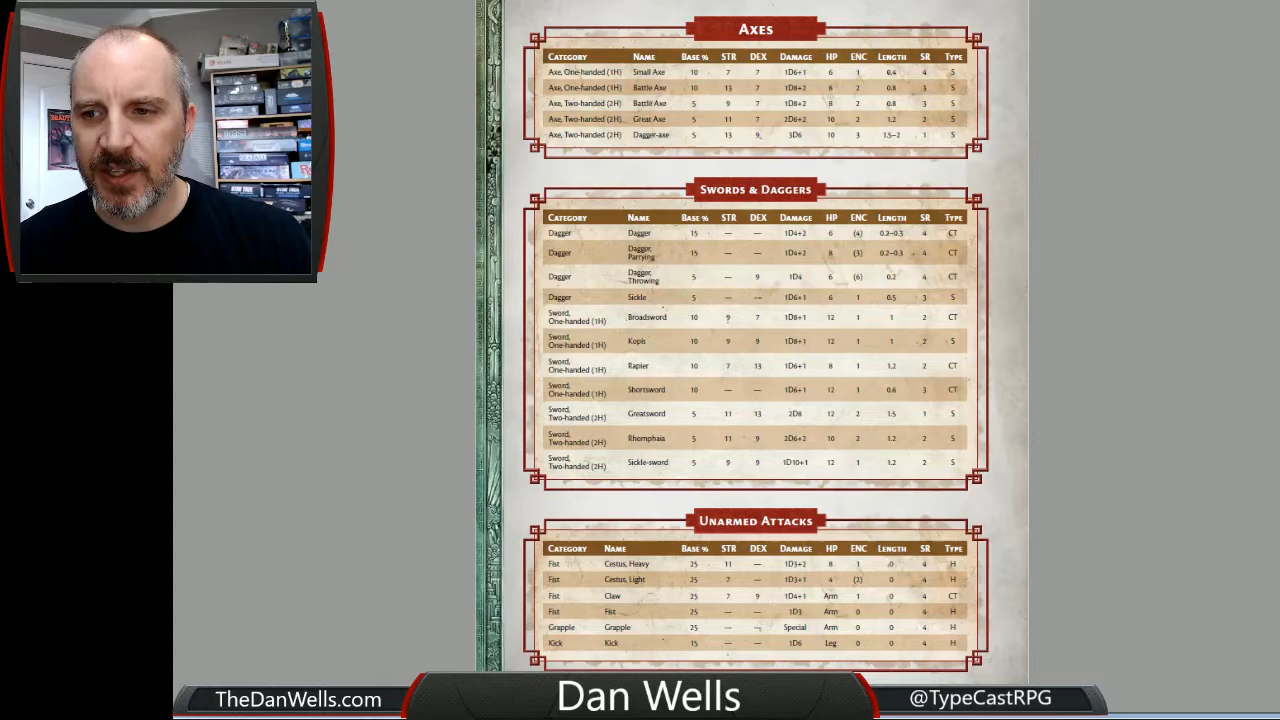 AXES
CATEGORY NAME BASE % STR DEX DAMAGE HP ENC LENGTH SR TYPE
Axe, One-handed (1H) Small Axe 10 7 7 1D6+1 6 1 0.4 4 S
Axe, One-handed (1H) Battle Axe 10 13 7 1D8+2 8 2 0.8 3 S
Axe, Two-handed (2H) Battle Axe 5 9 7 1D8+2 8 2 0.8 3 S
Axe, Two-handed (2H) Great Axe 5 11 7 2D6+2 10 2 1.2 2 S
Axe, Two-handed (2H) Dagger-axe 5 13 9 3D6 10 3 1.5–2 1 S
SWORDS & DAGGERS
CATEGORY NAME BASE % STR DEX DAMAGE HP ENC LENGTH SR TYPE
Dagger Dagger 15 — — 1D4+2 6 (4) 0.2–0.3 4 CT
Dagger Dagger, Parrying 15 — — 1D4+2 8 (3) 0.2–0.3 4 CT
Dagger Dagger, Throwing 5 — 9 1D4 6 (6) 0.2 4 CT
Dagger Sickle 5 — — 1D6+1 6 1 0.5 3 S
Sword, One-handed (1H) Broadsword 10 9 7 1D8+1 12 1 1 2 CT
Sword, One-handed (1H) Kopis 10 9 9 1D8+1 12 1 1 2 S
Sword, One-handed (1H) Rapier 10 7 13 1D6+1 8 1 1.2 2 CT
Sword, One-handed (1H) Shortsword 10 — — 1D6+1 12 1 0.6 3 CT
Sword, Two-handed (2H) Greatsword 5 11 13 2D8 12 2 1.5 1 S
Sword, Two-handed (2H) Rhomphaia 5 11 9 2D6+2 10 2 1.2 2 S
Sword, Two-handed (2H) Sickle-sword 5 9 9 1D10+1 12 1 1.2 2 S
UNARMED ATTACKS
CATEGORY NAME BASE % STR DEX DAMAGE HP ENC LENGTH SR TYPE
Fist Cestus, Heavy 25 11 — 1D3+2 8 1 0 4 H
Fist Cestus, Light 25 7 — 1D3+1 4 (2) 0 4 H
Fist Claw 25 7 9 1D4+1 Arm 1 0 4 CT
Fist Fist 25 — — 1D3 Arm 0 0 4 H
Grapple Grapple 25 — — Special Arm 0 0 4 H
Kick Kick 15 — — 1D6 Leg 0 0 4 H
TheDanWells.com
Dan Wells
@TypeCastRPG